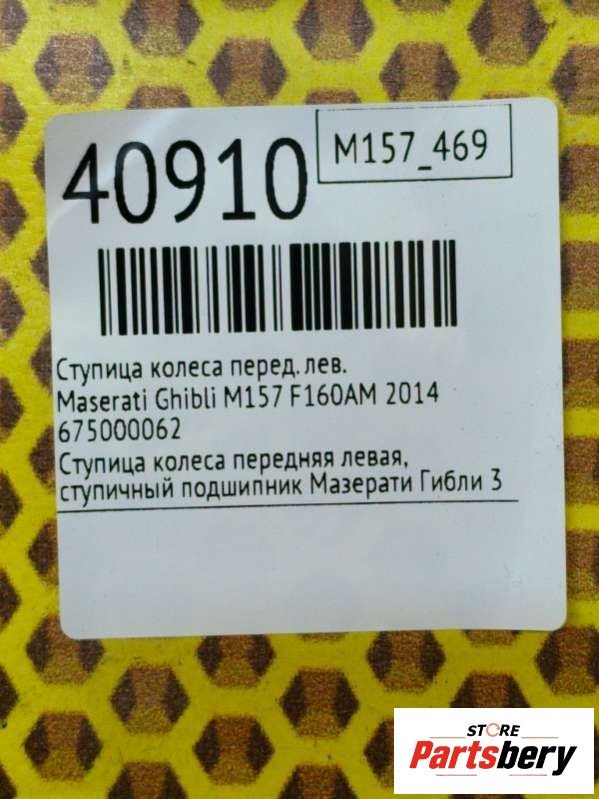 40910
M157_469
Ступица колеса перед. лев.
Maserati Ghibli M157 F160AM 2014
675000062
Ступица колеса передняя левая,
ступичный подшипник Мазерати Гибли 3
STORE
Partsbery